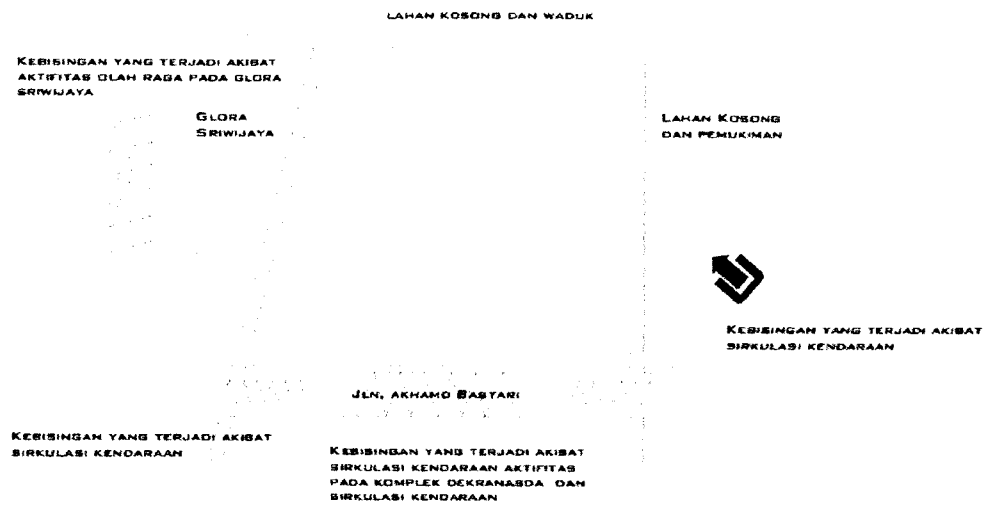 LAHAN KOSONG DAN WADUK
KEBISINGAN YANG TERJADI AKIBAT
AKTIFITAS OLAH RAGA PADA GLORA
SRIWIJAYA
GLORA
SRIWIJAYA
LAHAN KOSONG
DAN PEMUKIMAN
KEBISINGAN YANG TERJADI AKIBAT
SIRKULASI KENDARAAN
JLN, AKHAMD BASTARI
KEBISINGAN YANG TERJADI AKIBAT
SIRKULASI KENDARAAN
KEBISINGAN YANG TERJADI AKIBAT
SIRKULASI KENDARAAN AKTIFITAS
PADA KOMPLEK DEKRANASDA DAN
SIRKULASI KENDARAAN